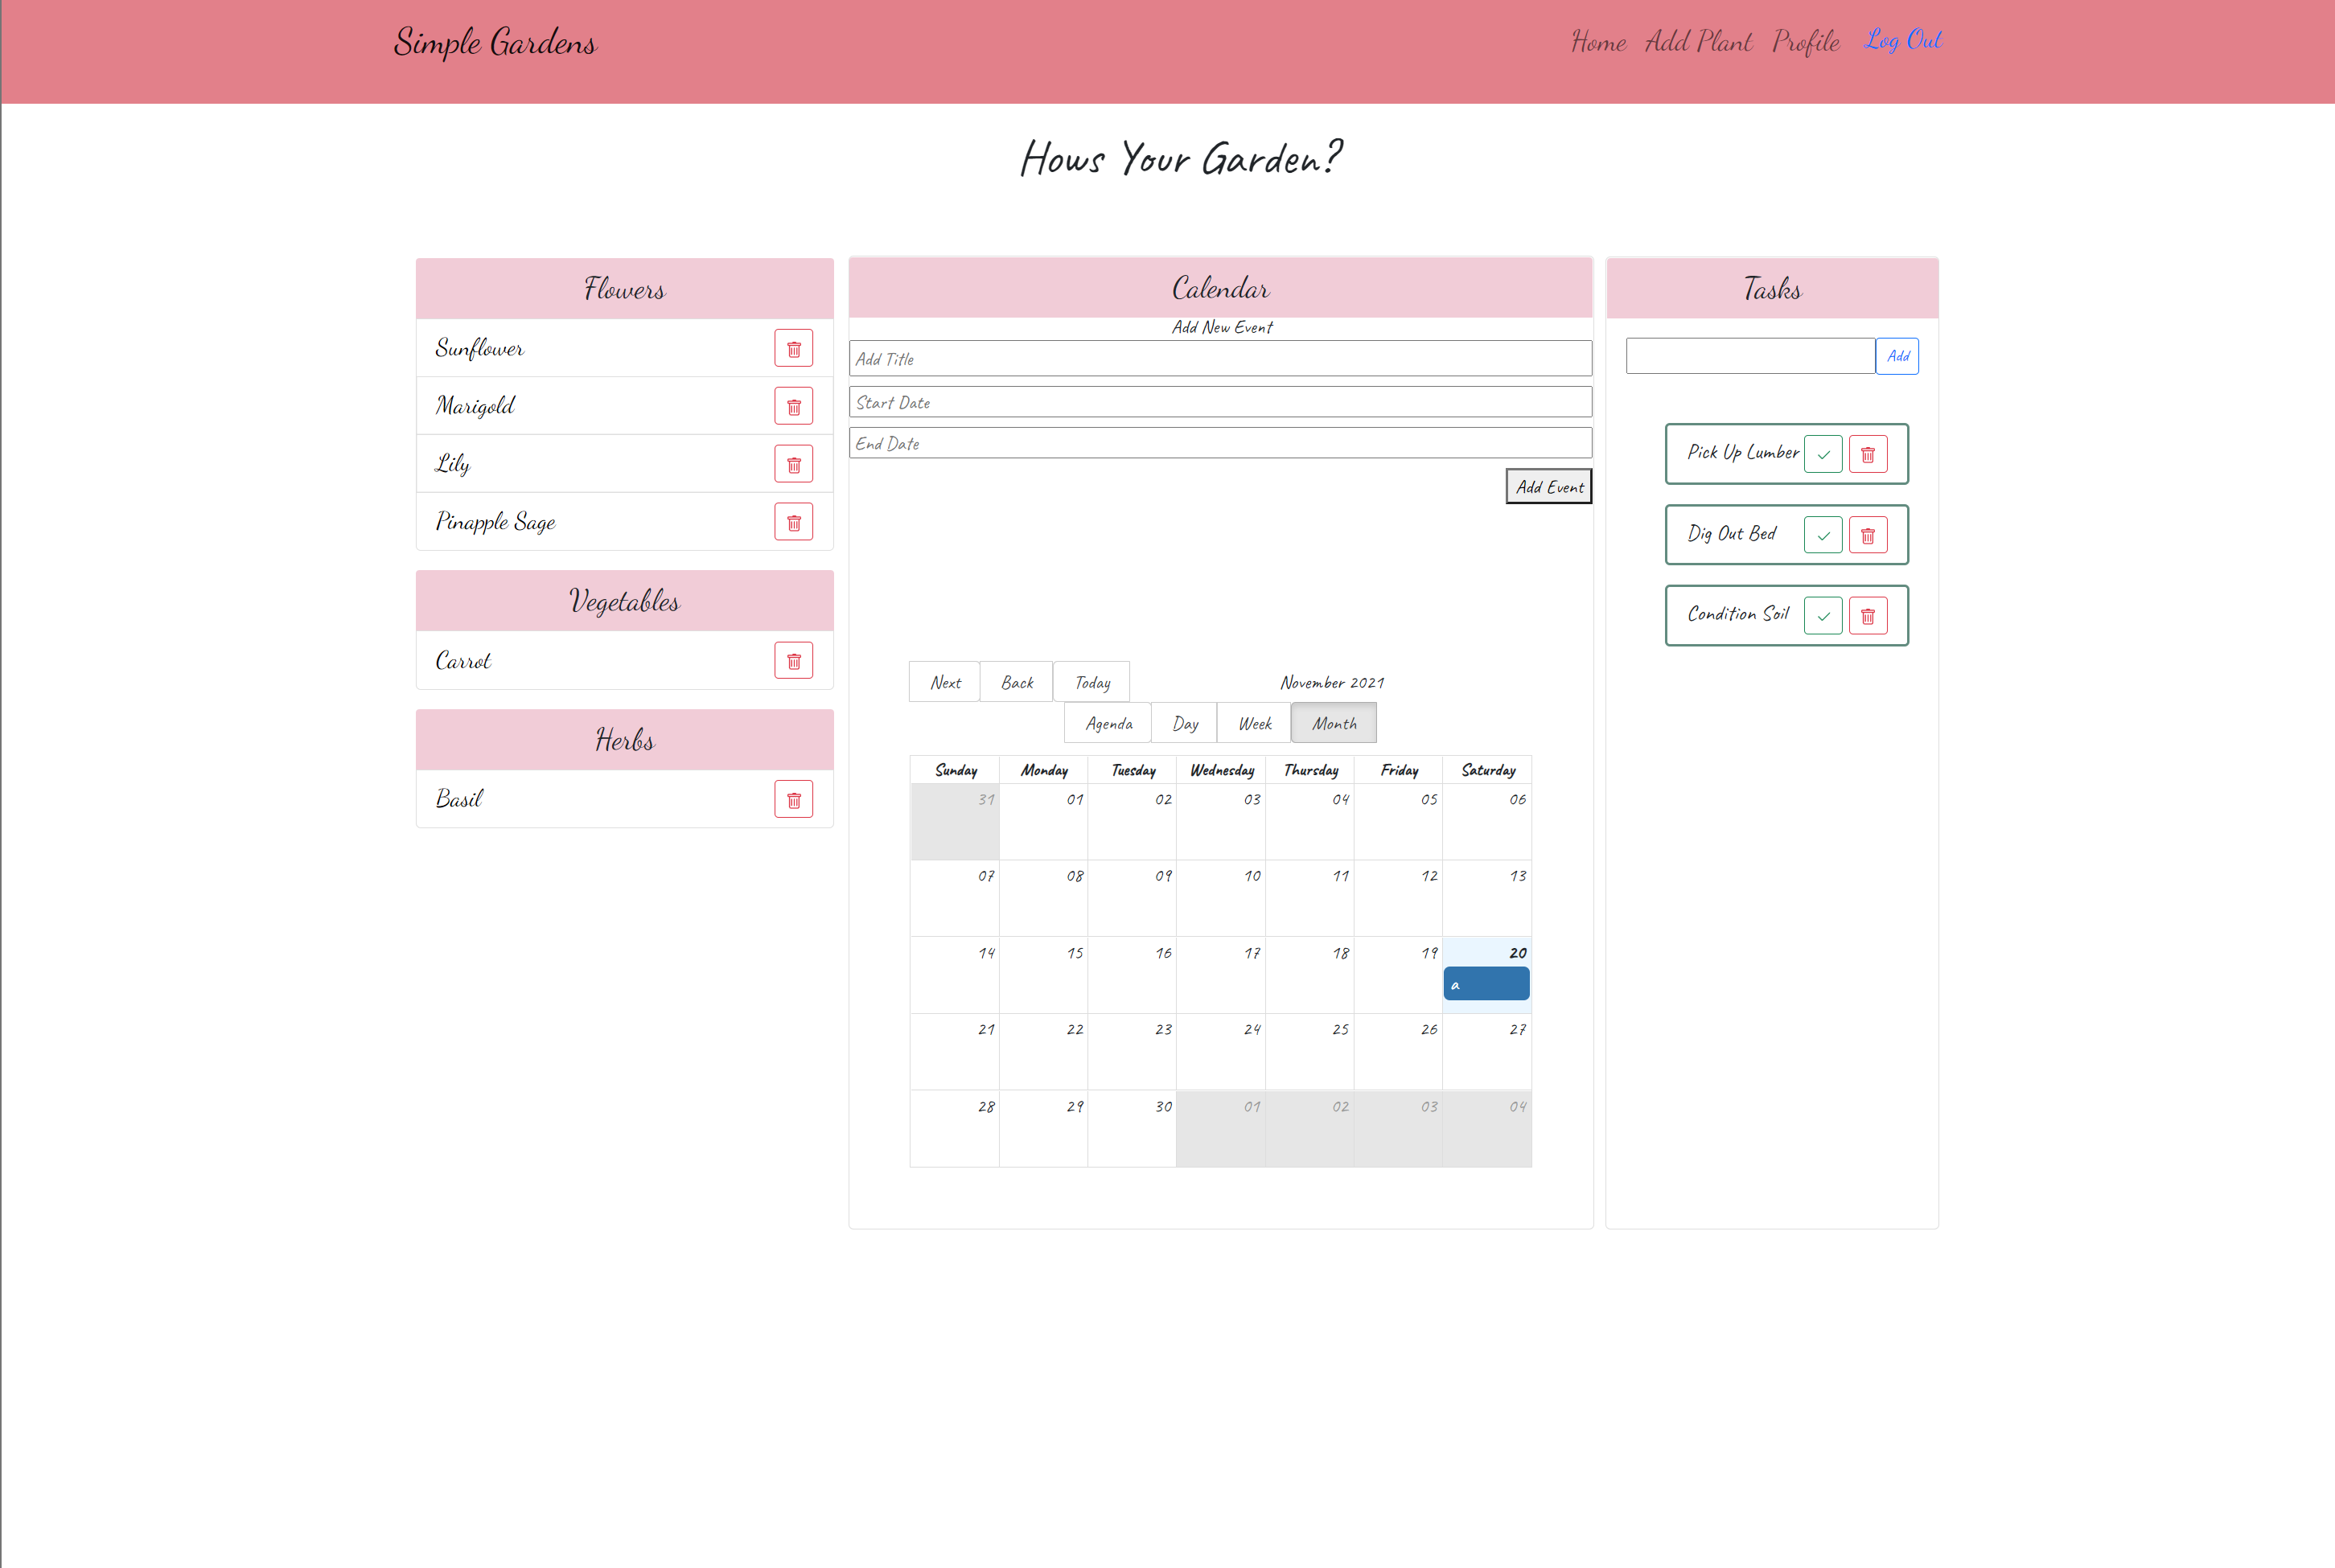 Simple Gardens
Home Add Plant Profile Log Out
Hows Your Garden?
Flowers
Sunflower
Marigold
Lily
Pinapple Sage
Vegetables
Carrot
Herbs
Basil
Calendar
Add New Event
Add Title
Start Date
End Date
Add Event
Next Back Today November 2021
Agenda Day Week Month
Sunday Monday Tuesday Wednesday Thursday Friday Saturday
31 01 02 03 04 05 06
07 08 09 10 11 12 13
14 15 16 17 18 19 20
a
21 22 23 24 25 26 27
28 29 30 01 02 03 04
Tasks
Add
Pick Up Lumber
Dig Out Bed
Condition Soil